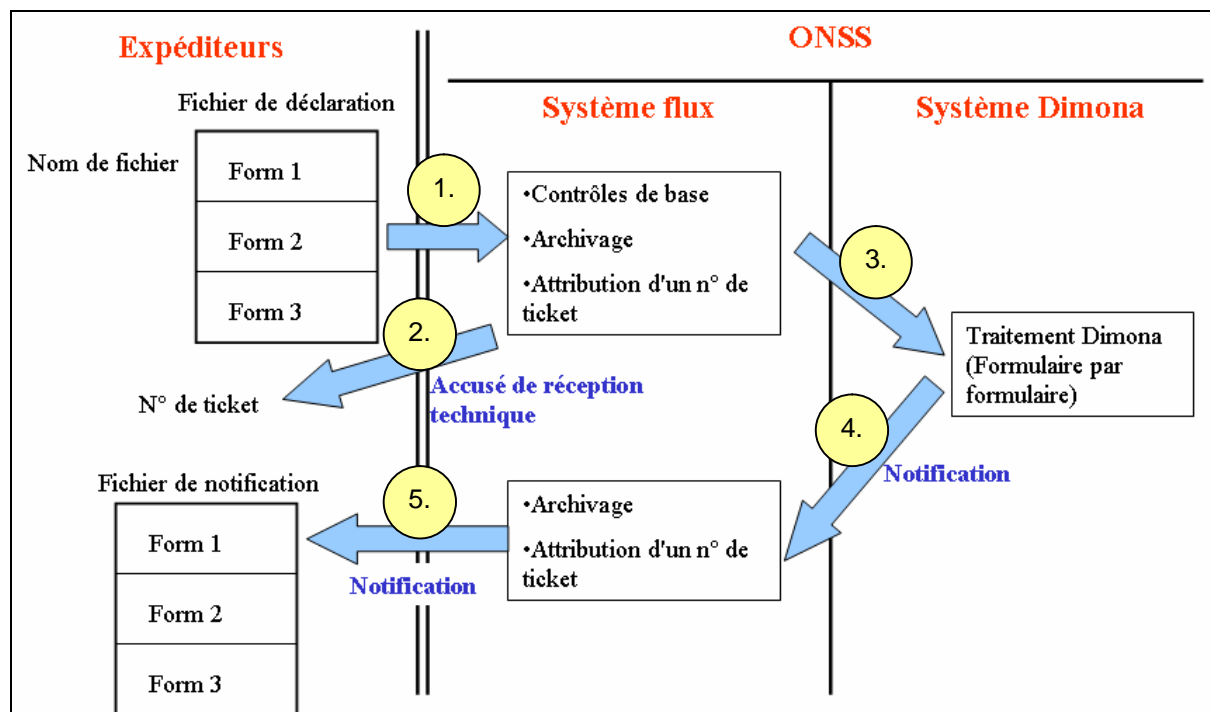 Expéditeurs
ONSS
Système flux
Système Dimona
Fichier de déclaration
Nom de fichier
Form 1
Form 2
Form 3
1.
•Contrôles de base
•Archivage
•Attribution d'un n° de
ticket
2.
Accusé de réception
technique
N° de ticket
3.
Traitement Dimona
(Formulaire par
formulaire)
4.
Notification
•Archivage
•Attribution d'un n° de
ticket
5.
Notification
Fichier de notification
Form 1
Form 2
Form 3